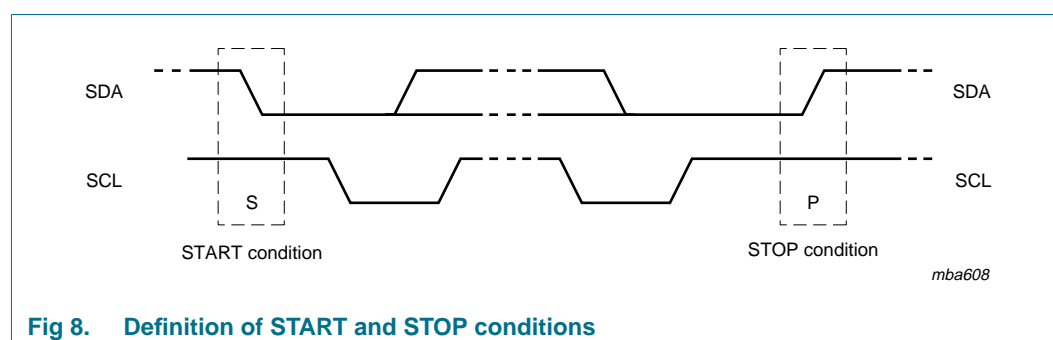 SDA SDA
SCL SCL
S P
START condition STOP condition
mba608
Fig 8. Definition of START and STOP conditions